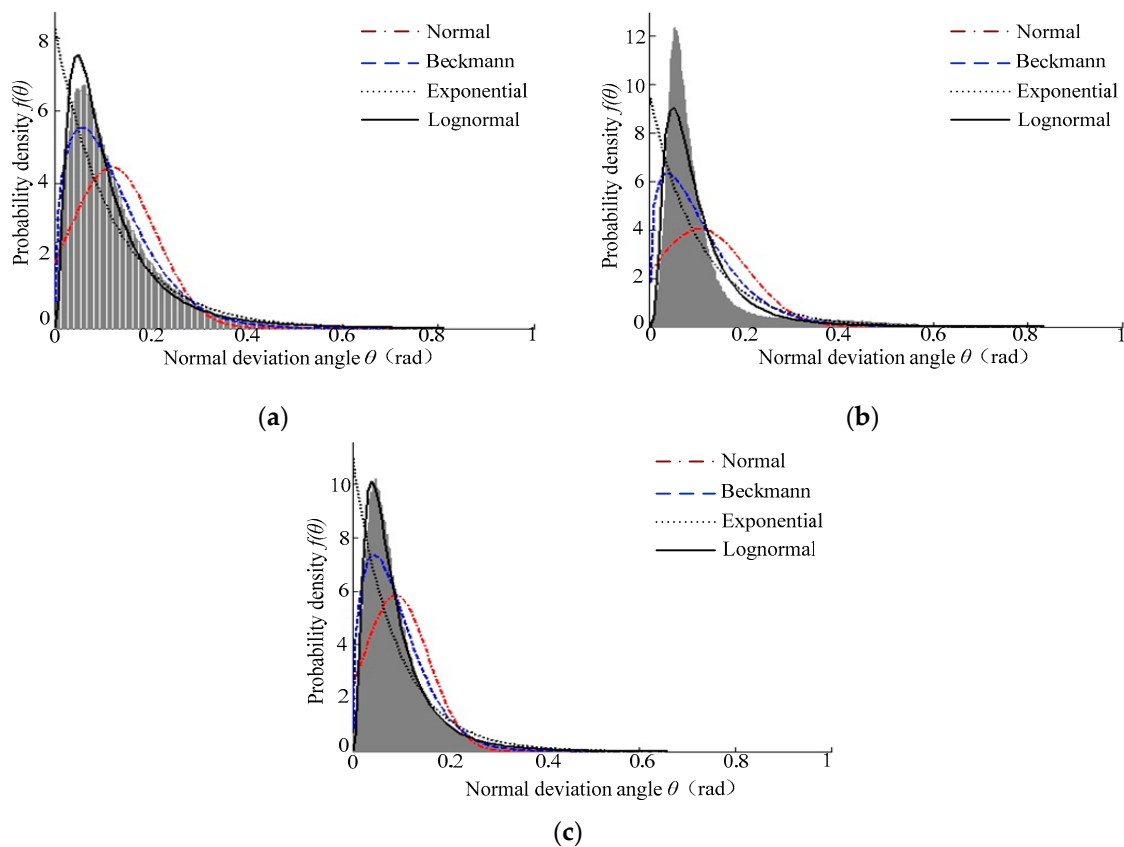 8
6
4
2
0
Probability density f(θ)
Normal
Beckmann
Exponential
Lognormal
0 0.2 0.4 0.6 0.8 1
Normal deviation angle θ（rad）
(a)
12
10
8
6
4
2
0
Probability density f(θ)
Normal
Beckmann
Exponential
Lognormal
0 0.2 0.4 0.6 0.8 1
Normal deviation angle θ（rad）
(b)
10
8
6
4
2
0
Probability density f(θ)
Normal
Beckmann
Exponential
Lognormal
0 0.2 0.4 0.6 0.8 1
Normal deviation angle θ（rad）
(c)